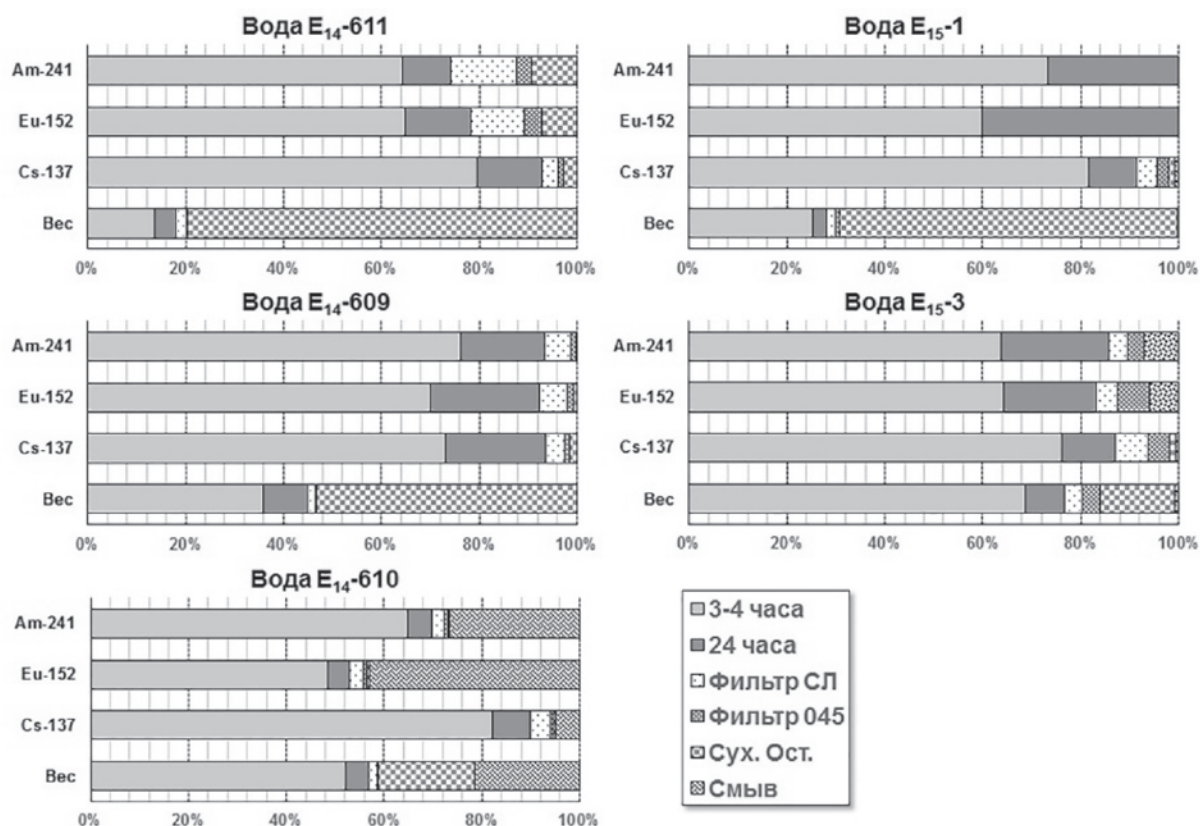 Вода E₁₄-611
Am-241
Eu-152
Cs-137
Вес
0% 20% 40% 60% 80% 100%
Вода E₁₅-1
Am-241
Eu-152
Cs-137
Вес
0% 20% 40% 60% 80% 100%
Вода E₁₄-609
Am-241
Eu-152
Cs-137
Вес
0% 20% 40% 60% 80% 100%
Вода E₁₅-3
Am-241
Eu-152
Cs-137
Вес
0% 20% 40% 60% 80% 100%
Вода E₁₄-610
Am-241
Eu-152
Cs-137
Вес
0% 20% 40% 60% 80% 100%
3-4 часа
24 часа
Фильтр СЛ
Фильтр 045
Сух. Ост.
Смыв